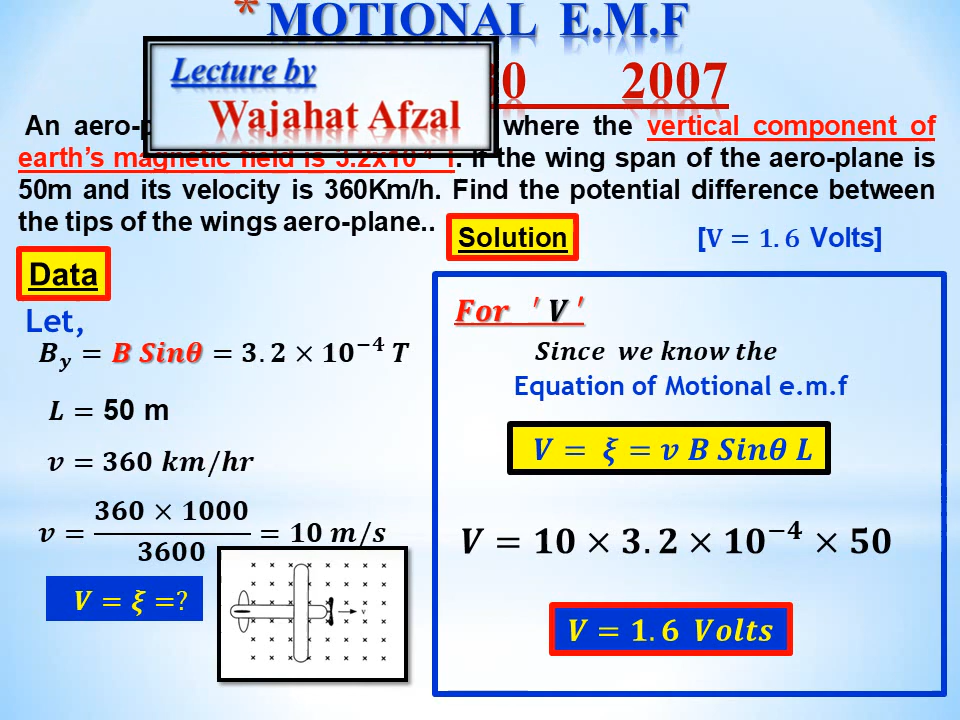 * MOTIONAL E.M.F
Lecture by
Wajahat Afzal
2007
An aero-p where the vertical component of
earth's magnetic field is 3.2x10⁻⁴ T. If the wing span of the aero-plane is
50m and its velocity is 360Km/h. Find the potential difference between
the tips of the wings aero-plane..
Solution [V = 1.6 Volts]
Data
Let,
B_y = B Sinθ = 3.2 × 10⁻⁴ T
L = 50 m
v = 360 km/hr
v = 360 × 1000 / 3600 = 10 m/s
V = ξ =?
For ′ V ′
Since we know the
Equation of Motional e.m.f
V = ξ = v B Sinθ L
V = 10 × 3.2 × 10⁻⁴ × 50
V = 1.6 Volts